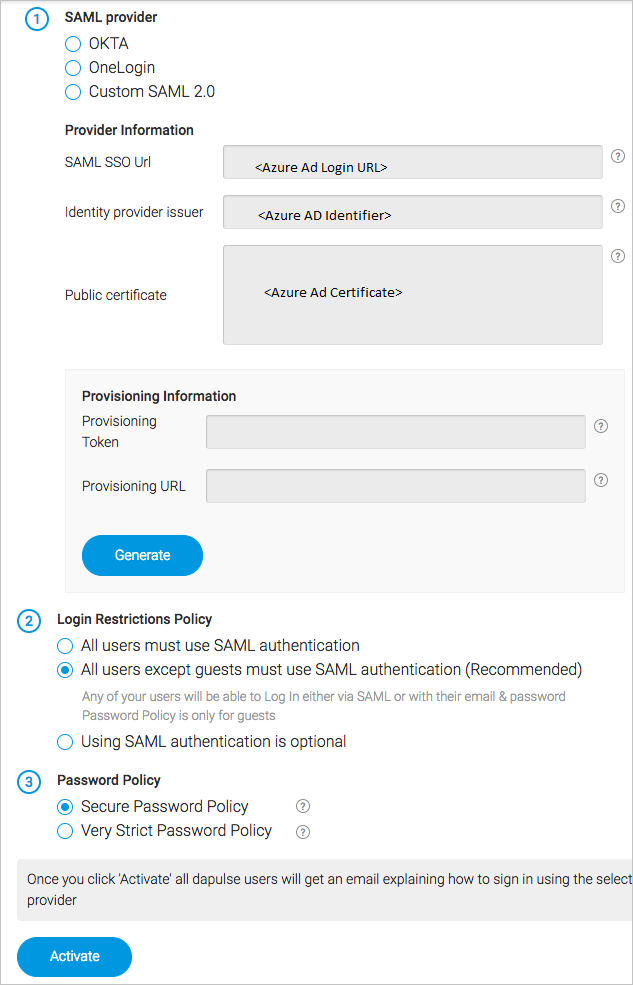 1
SAML provider
OKTA
OneLogin
Custom SAML 2.0
Provider Information
SAML SSO Url
<Azure Ad Login URL>
?
Identity provider issuer
<Azure AD Identifier>
?
Public certificate
<Azure Ad Certificate>
?
Provisioning Information
Provisioning
Token
?
Provisioning URL
?
Generate
2
Login Restrictions Policy
All users must use SAML authentication
All users except guests must use SAML authentication (Recommended)
Any of your users will be able to Log In either via SAML or with their email & password
Password Policy is only for guests
Using SAML authentication is optional
3
Password Policy
Secure Password Policy
?
Very Strict Password Policy
?
Once you click 'Activate' all dapulse users will get an email explaining how to sign in using the select
provider
Activate